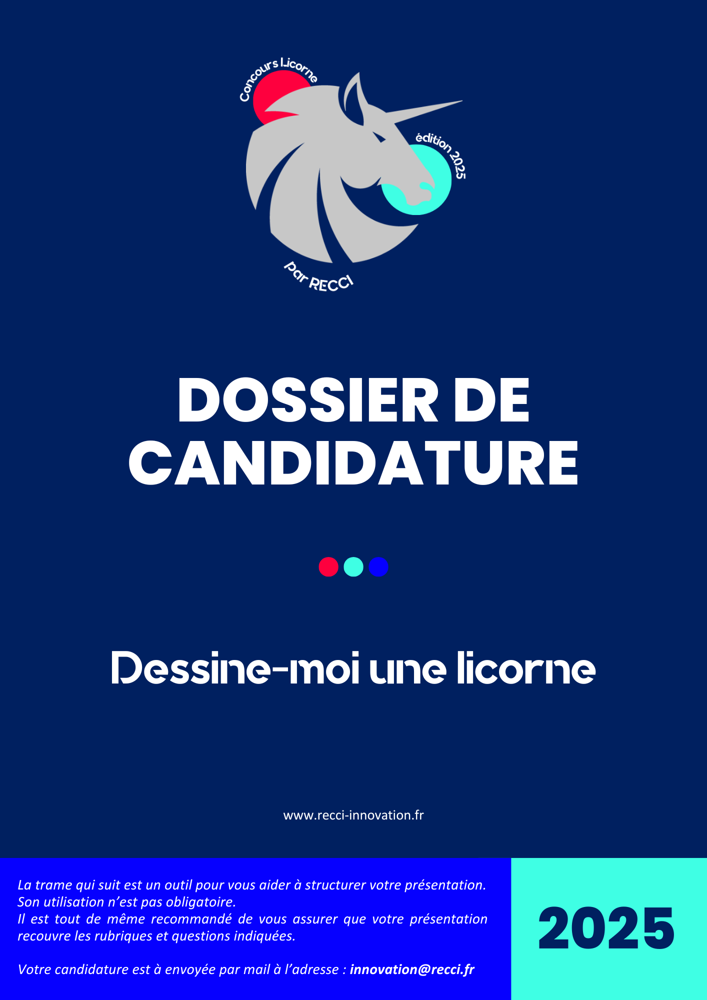 Concours Licorne
édition 2025
par RECCI
DOSSIER DE
CANDIDATURE
Dessine-moi une licorne
www.recci-innovation.fr
La trame qui suit est un outil pour vous aider à structurer votre présentation.
Son utilisation n’est pas obligatoire.
Il est tout de même recommandé de vous assurer que votre présentation
recouvre les rubriques et questions indiquées.
Votre candidature est à envoyée par mail à l’adresse : innovation@recci.fr
2025